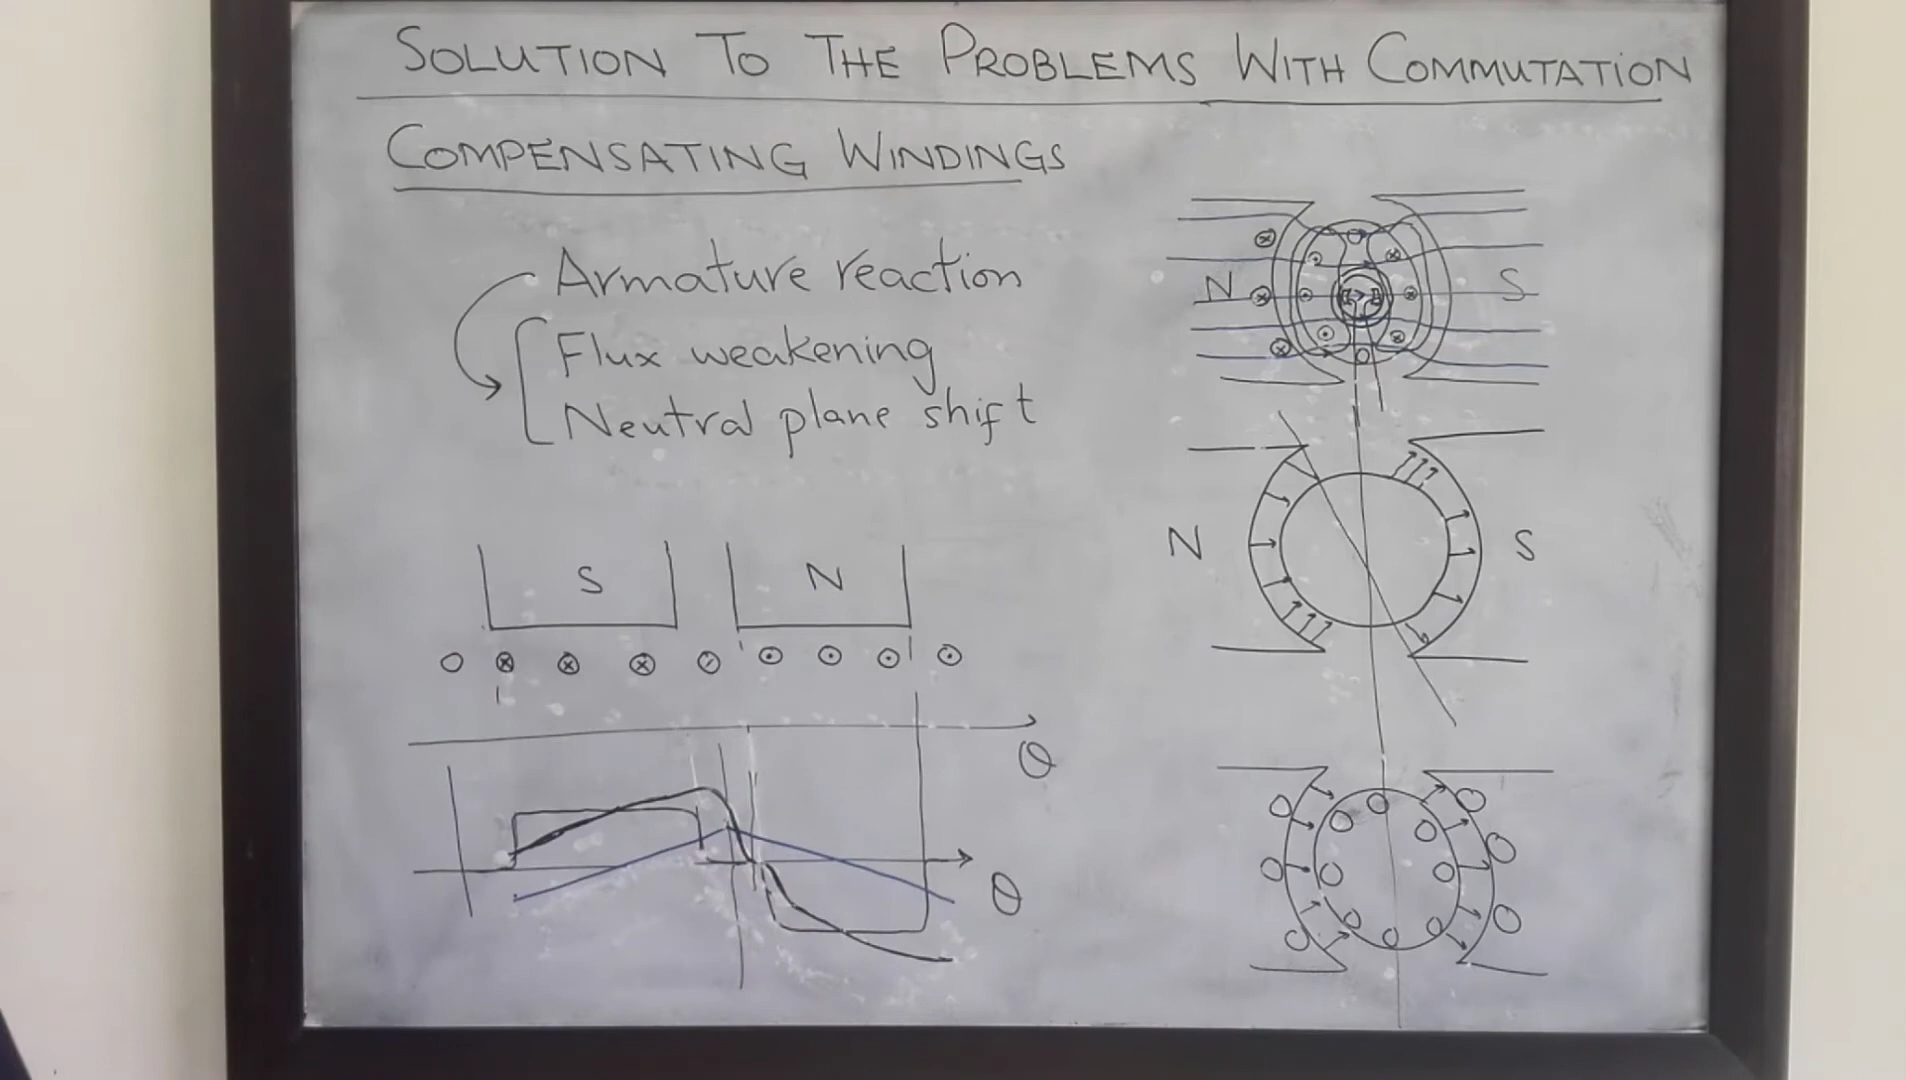 SOLUTION TO THE PROBLEMS WITH COMMUTATION
COMPENSATING WINDINGS
Armature reaction
Flux weakening
Neutral plane shift
N S
N S
S N
θ
θ